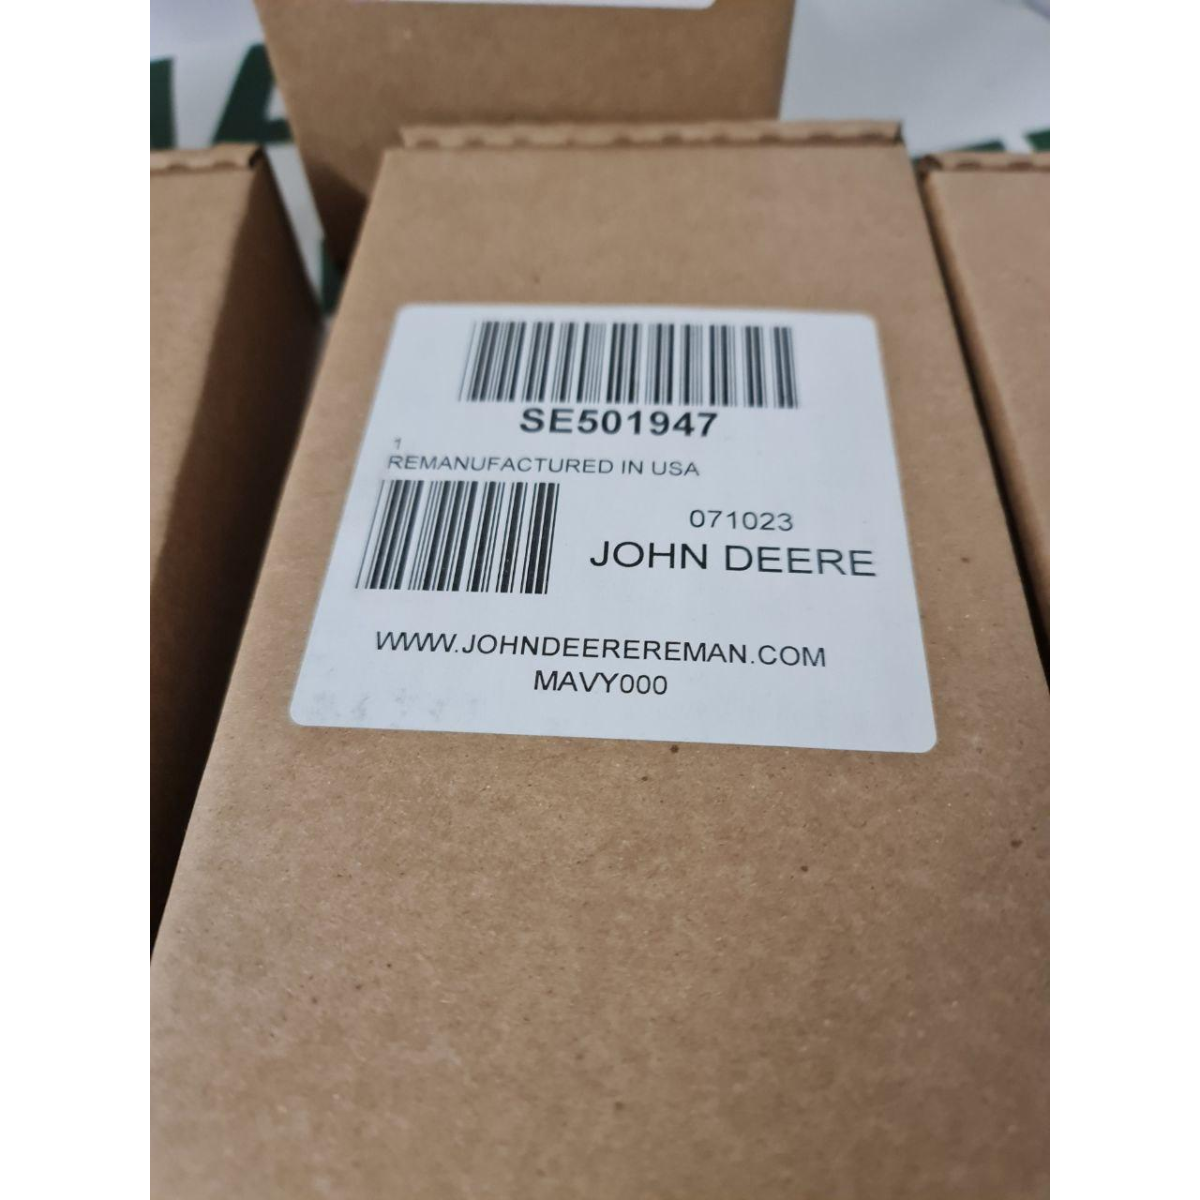 SE501947
1
REMANUFACTURED IN USA
071023
JOHN DEERE
WWW.JOHNDEEREREMAN.COM
MAVY000